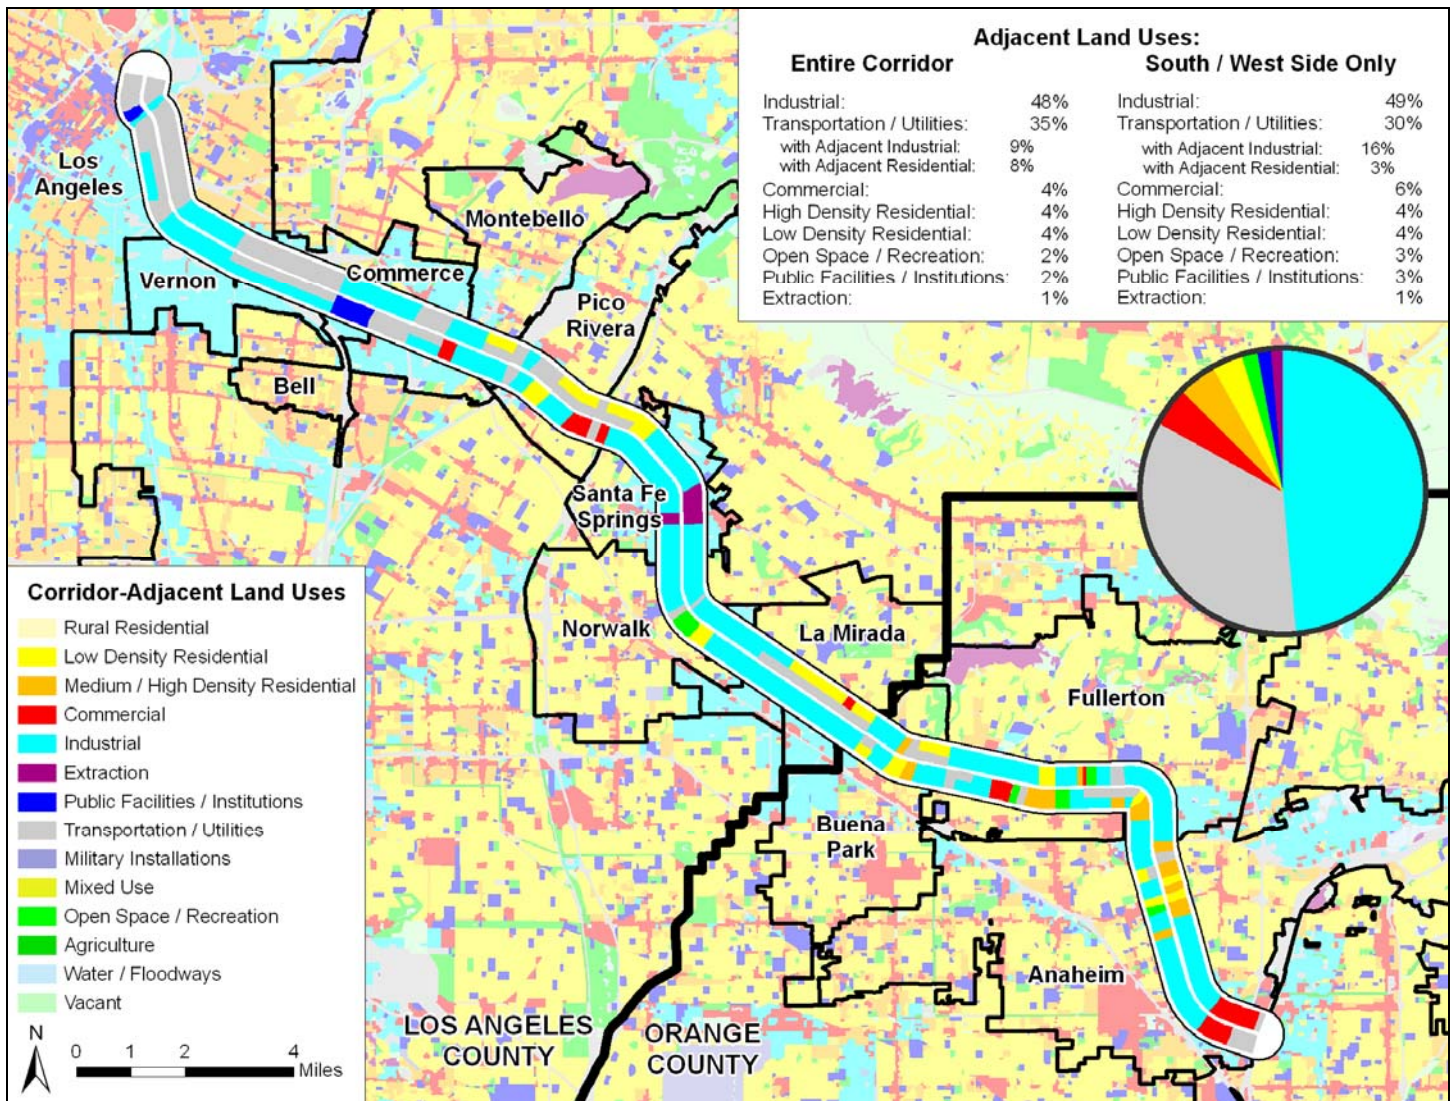 Adjacent Land Uses:
Entire Corridor
Industrial: 48%
Transportation / Utilities: 35%
with Adjacent Industrial: 9%
with Adjacent Residential: 8%
Commercial: 4%
High Density Residential: 4%
Low Density Residential: 4%
Open Space / Recreation: 2%
Public Facilities / Institutions: 2%
Extraction: 1%
South / West Side Only
Industrial: 49%
Transportation / Utilities: 30%
with Adjacent Industrial: 16%
with Adjacent Residential: 3%
Commercial: 6%
High Density Residential: 4%
Low Density Residential: 4%
Open Space / Recreation: 3%
Public Facilities / Institutions: 3%
Extraction: 1%
Los
Angeles
Montebello
Vernon
Commerce
Pico
Rivera
Bell
Santa Fe
Springs
Norwalk
La Mirada
Fullerton
Buena
Park
Anaheim
LOS ANGELES
COUNTY
ORANGE
COUNTY
Corridor-Adjacent Land Uses
Rural Residential
Low Density Residential
Medium / High Density Residential
Commercial
Industrial
Extraction
Public Facilities / Institutions
Transportation / Utilities
Military Installations
Mixed Use
Open Space / Recreation
Agriculture
Water / Floodways
Vacant
N
0 1 2 4
Miles